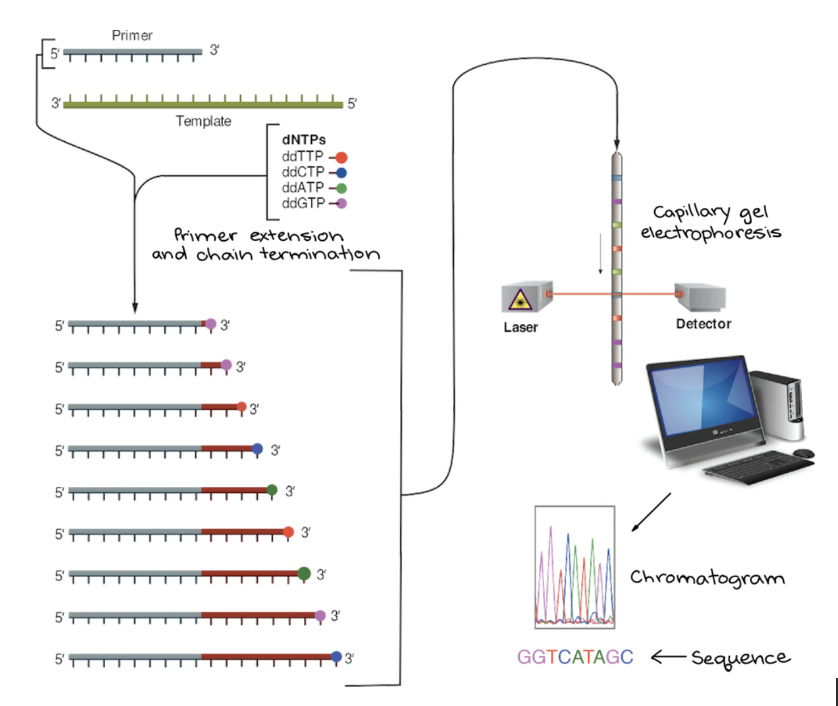 Primer
5′ 3′
3′ 5′
Template
dNTPs
ddTTP
ddCTP
ddATP
ddGTP
Primer extension
and chain termination
5′ 3′
5′ 3′
5′ 3′
5′ 3′
5′ 3′
5′ 3′
5′ 3′
5′ 3′
5′ 3′
Capillary gel
electrophoresis
Laser
Detector
Chromatogram
GGTCATAGC
Sequence